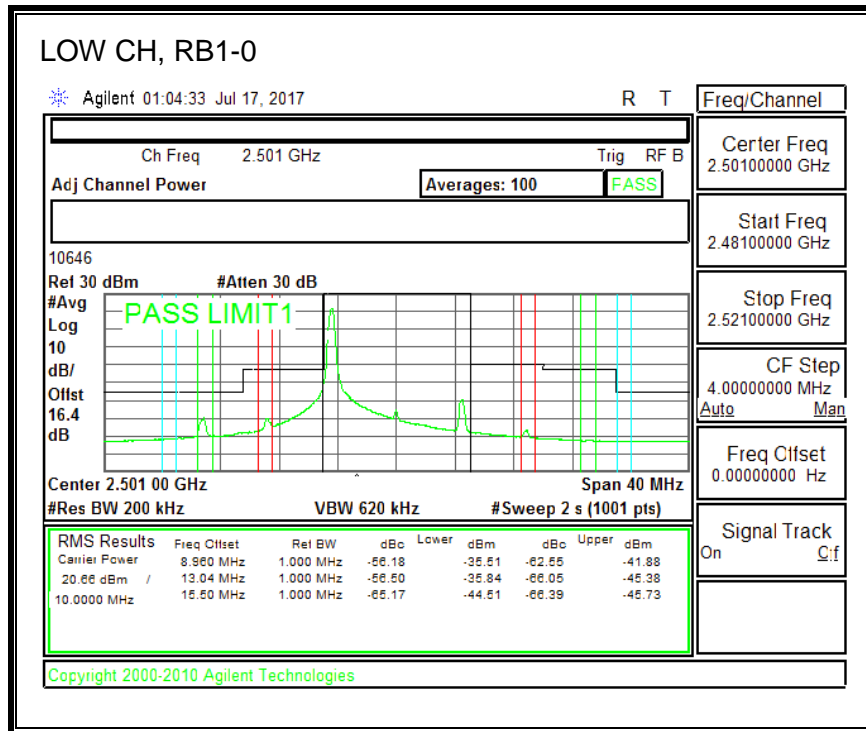 LOW CH, RB1-0
Agilent 01:04:33 Jul 17, 2017 R T
Freq/Channel
Ch Freq 2.501 GHz Trig RF B
Adj Channel Power Averages: 100 PASS
Center Freq
2.50100000 GHz
Start Freq
2.48100000 GHz
Stop Freq
2.52100000 GHz
CF Step
4.00000000 MHz
Auto Man
Freq Offset
0.00000000 Hz
Signal Track
On Off
10646
Ref 30 dBm #Atten 30 dB
#Avg
Log
10
dB/
Offst
16.4
dB
PASS LIMIT1
Center 2.501 00 GHz Span 40 MHz
#Res BW 200 kHz VBW 620 kHz #Sweep 2 s (1001 pts)
RMS Results Freq Offset Ref BW dBc Lower dBm dBc Upper dBm
Carrier Power 8.960 MHz 1.000 MHz -56.18 -35.51 -62.55 -41.88
20.66 dBm / 13.04 MHz 1.000 MHz -56.50 -35.84 -66.05 -45.38
10.0000 MHz 15.50 MHz 1.000 MHz -65.17 -44.51 -66.39 -45.73
Copyright 2000-2010 Agilent Technologies